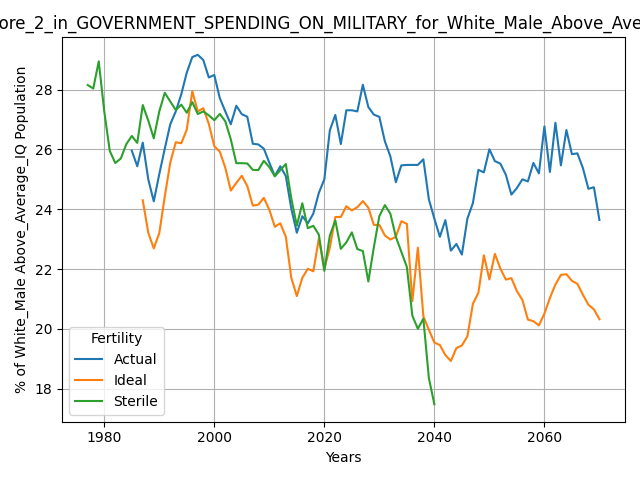 ore_2_in_GOVERNMENT_SPENDING_ON_MILITARY_for_White_Male_Above_Ave
% of White_Male Above_Average_IQ Population
28
26
24
22
20
18
Fertility
Actual
Ideal
Sterile
1980 2000 2020 2040 2060
Years